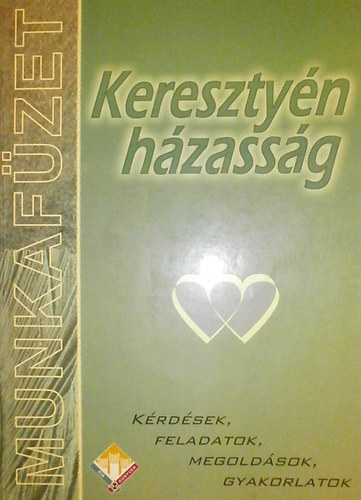 MUNKAFÜZET
Keresztyén
házasság
KÉRDÉSEK,
FELADATOK,
MEGOLDÁSOK,
GYAKORLATOK